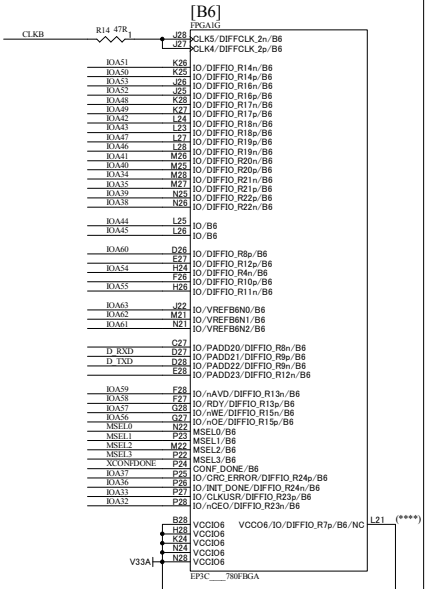 [B6]
FPGA1G
CLKB R14 47R 1 J28 CLK5/DIFFCLK_2n/B6
J27 CLK4/DIFFCLK_2p/B6
IOA51 K26 IO/DIFFIO_R14n/B6
IOA50 K25 IO/DIFFIO_R14p/B6
IOA53 J26 IO/DIFFIO_R16n/B6
IOA52 J25 IO/DIFFIO_R16p/B6
IOA48 K28 IO/DIFFIO_R17n/B6
IOA49 K27 IO/DIFFIO_R17p/B6
IOA42 L24 IO/DIFFIO_R18n/B6
IOA43 L23 IO/DIFFIO_R18p/B6
IOA47 L27 IO/DIFFIO_R19p/B6
IOA46 L28 IO/DIFFIO_R19n/B6
IOA41 M26 IO/DIFFIO_R20n/B6
IOA40 M25 IO/DIFFIO_R20p/B6
IOA34 M28 IO/DIFFIO_R21n/B6
IOA35 M27 IO/DIFFIO_R21p/B6
IOA39 N25 IO/DIFFIO_R22p/B6
IOA38 N26 IO/DIFFIO_R22n/B6
IOA44 L25 IO/B6
IOA45 L26 IO/B6
IOA60 D26 IO/DIFFIO_R8p/B6
E27 IO/DIFFIO_R12p/B6
IOA54 H24 IO/DIFFIO_R4n/B6
F26 IO/DIFFIO_R10p/B6
IOA55 H26 IO/DIFFIO_R11n/B6
IOA63 J22 IO/VREFB6N0/B6
IOA62 M21 IO/VREFB6N1/B6
IOA61 N21 IO/VREFB6N2/B6
C27 IO/PADD20/DIFFIO_R8n/B6
D_RXD D27 IO/PADD21/DIFFIO_R9p/B6
D_TXD D28 IO/PADD22/DIFFIO_R9n/B6
E28 IO/PADD23/DIFFIO_R12n/B6
IOA59 F28 IO/nAVD/DIFFIO_R13n/B6
IOA58 F27 IO/RDY/DIFFIO_R13p/B6
IOA57 G28 IO/nWE/DIFFIO_R15n/B6
IOA56 G27 IO/nOE/DIFFIO_R15p/B6
MSEL0 N22 MSEL0/B6
MSEL1 P23 MSEL1/B6
MSEL2 M22 MSEL2/B6
MSEL3 P22 MSEL3/B6
XCONFDONE P24 CONF_DONE/B6
IOA37 P25 IO/CRC_ERROR/DIFFIO_R24p/B6
IOA36 P26 IO/INIT_DONE/DIFFIO_R24n/B6
IOA33 P27 IO/CLKUSR/DIFFIO_R23p/B6
IOA32 P28 IO/nCEO/DIFFIO_R23n/B6
B28 VCCIO6 VCCO6/IO/DIFFIO_R7p/B6/NC L21 (****)
H28 VCCIO6
K24 VCCIO6
N24 VCCIO6
V33A N28 VCCIO6
EP3C___780FBGA